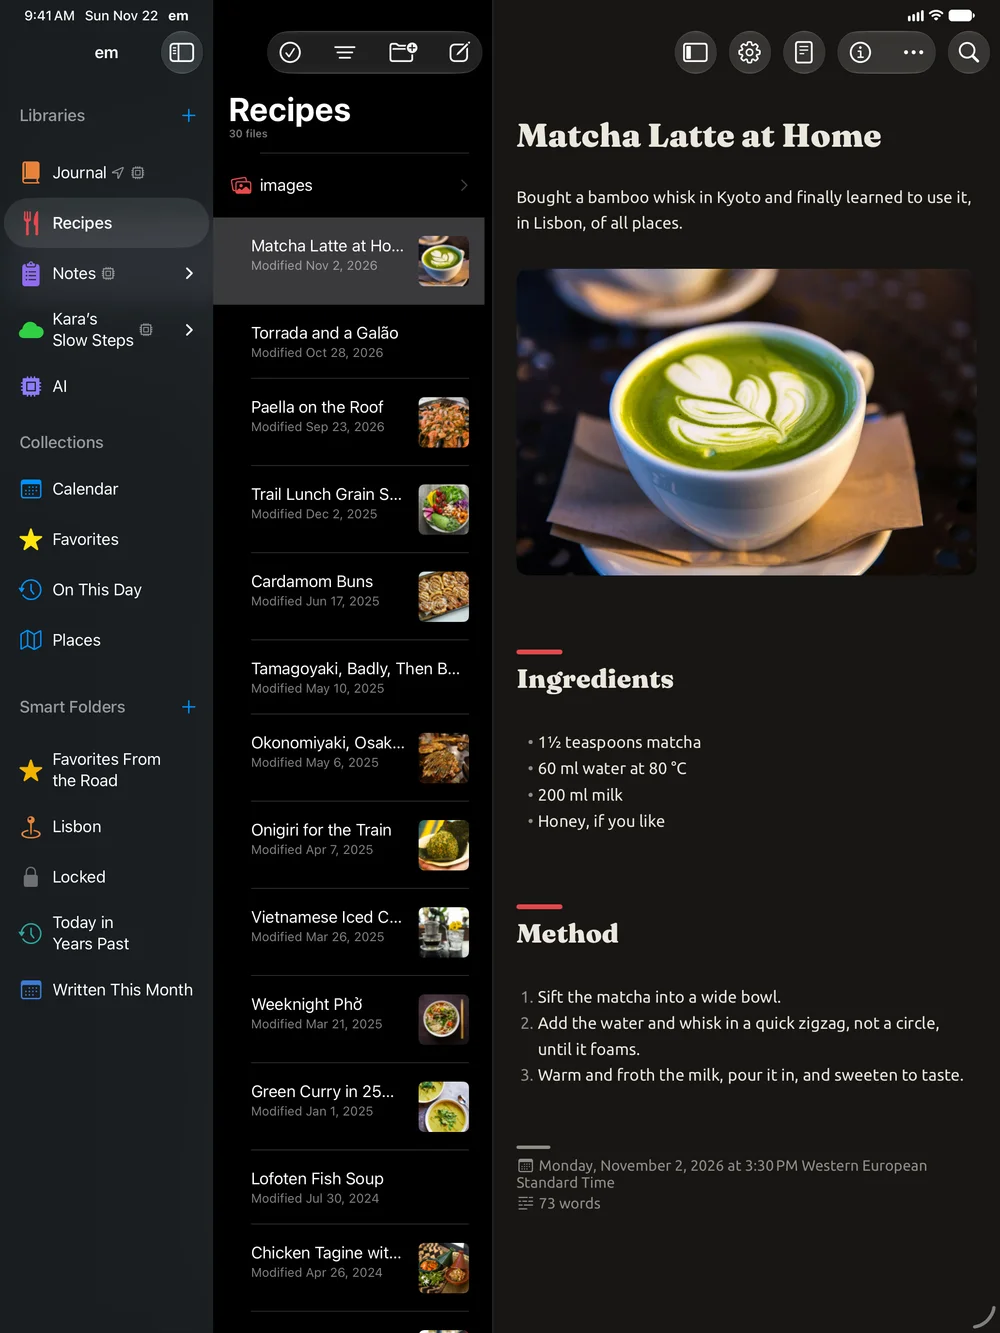 9:41 AM Sun Nov 22 em
em
Libraries
Journal
Recipes
Notes
Kara's
Slow Steps
AI
Collections
Calendar
Favorites
On This Day
Places
Smart Folders
Favorites From
the Road
Lisbon
Locked
Today in
Years Past
Written This Month
Recipes
30 files
images
Matcha Latte at Ho...
Modified Nov 2, 2026
Torrada and a Galão
Modified Oct 28, 2026
Paella on the Roof
Modified Sep 23, 2026
Trail Lunch Grain S...
Modified Dec 2, 2025
Cardamom Buns
Modified Jun 17, 2025
Tamagoyaki, Badly, Then B...
Modified May 10, 2025
Okonomiyaki, Osak...
Modified May 6, 2025
Onigiri for the Train
Modified Apr 7, 2025
Vietnamese Iced C...
Modified Mar 26, 2025
Weeknight Phở
Modified Mar 21, 2025
Green Curry in 25...
Modified Jan 1, 2025
Lofoten Fish Soup
Modified Jul 30, 2024
Chicken Tagine wit...
Modified Apr 26, 2024
Matcha Latte at Home
Bought a bamboo whisk in Kyoto and finally learned to use it,
in Lisbon, of all places.
Ingredients
• 1½ teaspoons matcha
• 60 ml water at 80 °C
• 200 ml milk
• Honey, if you like
Method
1. Sift the matcha into a wide bowl.
2. Add the water and whisk in a quick zigzag, not a circle,
until it foams.
3. Warm and froth the milk, pour it in, and sweeten to taste.
Monday, November 2, 2026 at 3:30 PM Western European
Standard Time
73 words